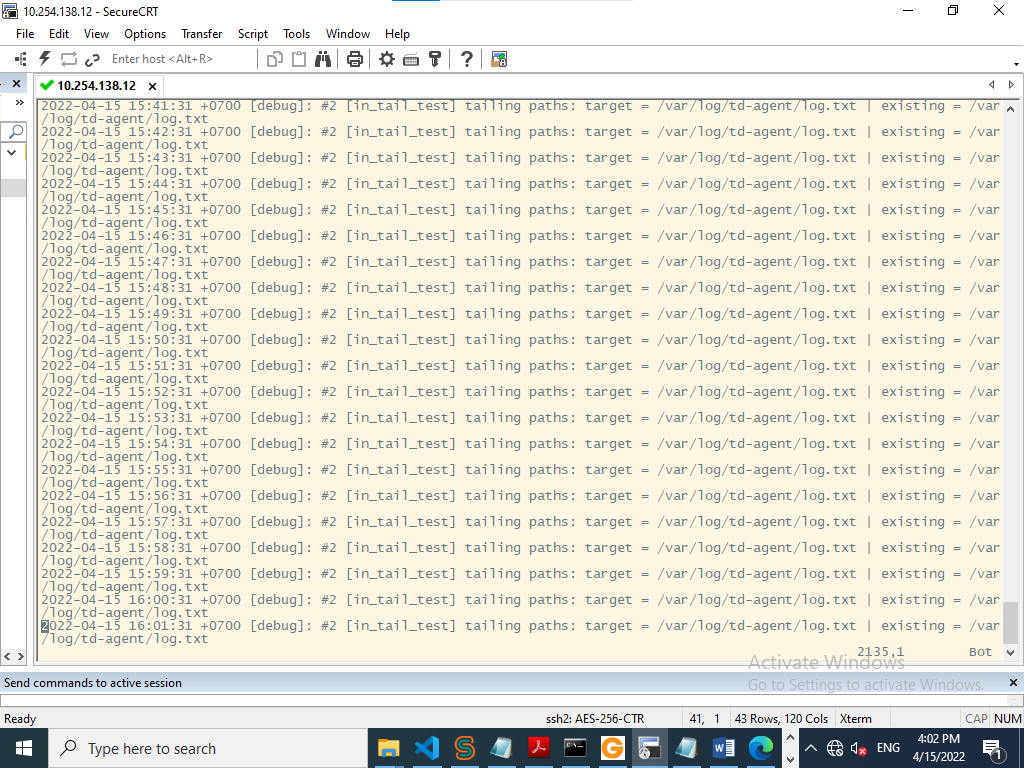 10.254.138.12 - SecureCRT
File Edit View Options Transfer Script Tools Window Help
Enter host <Alt+R>
10.254.138.12
2022-04-15 15:41:31 +0700 [debug]: #2 [in_tail_test] tailing paths: target = /var/log/td-agent/log.txt | existing = /var
/log/td-agent/log.txt
2022-04-15 15:42:31 +0700 [debug]: #2 [in_tail_test] tailing paths: target = /var/log/td-agent/log.txt | existing = /var
/log/td-agent/log.txt
2022-04-15 15:43:31 +0700 [debug]: #2 [in_tail_test] tailing paths: target = /var/log/td-agent/log.txt | existing = /var
/log/td-agent/log.txt
2022-04-15 15:44:31 +0700 [debug]: #2 [in_tail_test] tailing paths: target = /var/log/td-agent/log.txt | existing = /var
/log/td-agent/log.txt
2022-04-15 15:45:31 +0700 [debug]: #2 [in_tail_test] tailing paths: target = /var/log/td-agent/log.txt | existing = /var
/log/td-agent/log.txt
2022-04-15 15:46:31 +0700 [debug]: #2 [in_tail_test] tailing paths: target = /var/log/td-agent/log.txt | existing = /var
/log/td-agent/log.txt
2022-04-15 15:47:31 +0700 [debug]: #2 [in_tail_test] tailing paths: target = /var/log/td-agent/log.txt | existing = /var
/log/td-agent/log.txt
2022-04-15 15:48:31 +0700 [debug]: #2 [in_tail_test] tailing paths: target = /var/log/td-agent/log.txt | existing = /var
/log/td-agent/log.txt
2022-04-15 15:49:31 +0700 [debug]: #2 [in_tail_test] tailing paths: target = /var/log/td-agent/log.txt | existing = /var
/log/td-agent/log.txt
2022-04-15 15:50:31 +0700 [debug]: #2 [in_tail_test] tailing paths: target = /var/log/td-agent/log.txt | existing = /var
/log/td-agent/log.txt
2022-04-15 15:51:31 +0700 [debug]: #2 [in_tail_test] tailing paths: target = /var/log/td-agent/log.txt | existing = /var
/log/td-agent/log.txt
2022-04-15 15:52:31 +0700 [debug]: #2 [in_tail_test] tailing paths: target = /var/log/td-agent/log.txt | existing = /var
/log/td-agent/log.txt
2022-04-15 15:53:31 +0700 [debug]: #2 [in_tail_test] tailing paths: target = /var/log/td-agent/log.txt | existing = /var
/log/td-agent/log.txt
2022-04-15 15:54:31 +0700 [debug]: #2 [in_tail_test] tailing paths: target = /var/log/td-agent/log.txt | existing = /var
/log/td-agent/log.txt
2022-04-15 15:55:31 +0700 [debug]: #2 [in_tail_test] tailing paths: target = /var/log/td-agent/log.txt | existing = /var
/log/td-agent/log.txt
2022-04-15 15:56:31 +0700 [debug]: #2 [in_tail_test] tailing paths: target = /var/log/td-agent/log.txt | existing = /var
/log/td-agent/log.txt
2022-04-15 15:57:31 +0700 [debug]: #2 [in_tail_test] tailing paths: target = /var/log/td-agent/log.txt | existing = /var
/log/td-agent/log.txt
2022-04-15 15:58:31 +0700 [debug]: #2 [in_tail_test] tailing paths: target = /var/log/td-agent/log.txt | existing = /var
/log/td-agent/log.txt
2022-04-15 15:59:31 +0700 [debug]: #2 [in_tail_test] tailing paths: target = /var/log/td-agent/log.txt | existing = /var
/log/td-agent/log.txt
2022-04-15 16:00:31 +0700 [debug]: #2 [in_tail_test] tailing paths: target = /var/log/td-agent/log.txt | existing = /var
/log/td-agent/log.txt
2022-04-15 16:01:31 +0700 [debug]: #2 [in_tail_test] tailing paths: target = /var/log/td-agent/log.txt | existing = /var
/log/td-agent/log.txt
2135,1 Bot
Activate Windows
Go to Settings to activate Windows.
Send commands to active session
Ready ssh2: AES-256-CTR 41, 1 43 Rows, 120 Cols Xterm CAP NUM
Type here to search
ENG
4:02 PM
4/15/2022
1